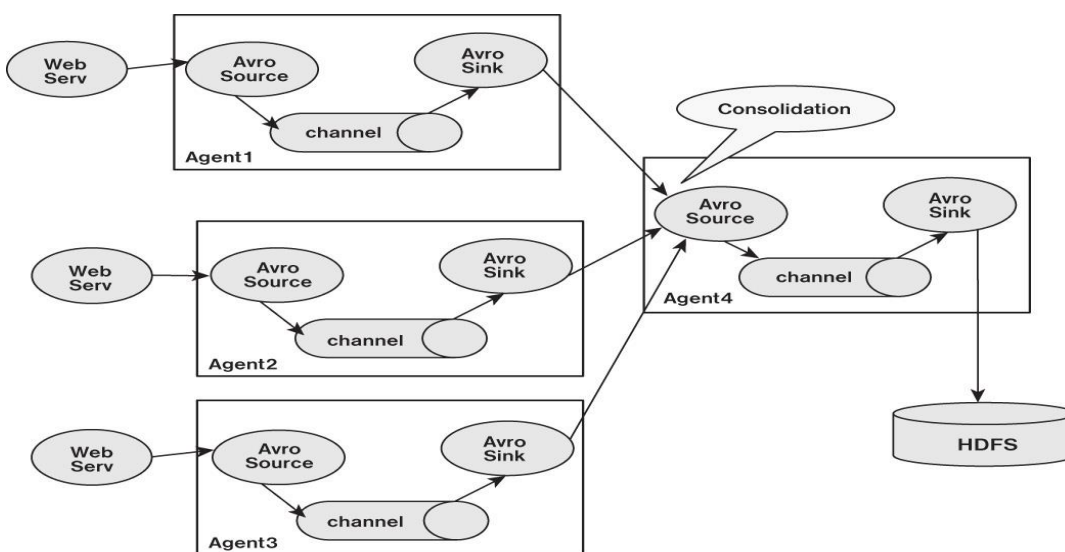 Web
Serv
Avro
Source
channel
Avro
Sink
Agent1
Web
Serv
Avro
Source
channel
Avro
Sink
Agent2
Web
Serv
Avro
Source
channel
Avro
Sink
Agent3
Consolidation
Avro
Source
channel
Avro
Sink
Agent4
HDFS